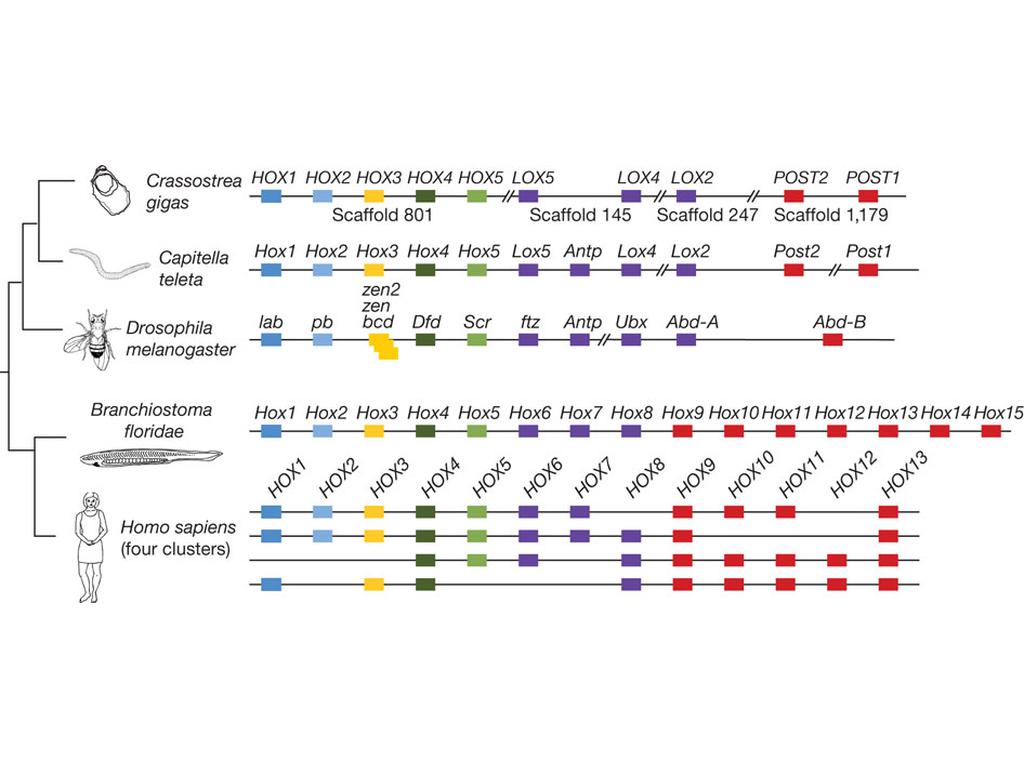 HOX1 HOX2 HOX3 HOX4 HOX5 LOX5 LOX4 LOX2 POST2 POST1
Crassostrea
gigas
Scaffold 801 Scaffold 145 Scaffold 247 Scaffold 1,179
Hox1 Hox2 Hox3 Hox4 Hox5 Lox5 Antp Lox4 Lox2 Post2 Post1
Capitella
teleta
zen2
zen
lab pb bcd Dfd Scr ftz Antp Ubx Abd-A Abd-B
Drosophila
melanogaster
Branchiostoma
floridae
Hox1 Hox2 Hox3 Hox4 Hox5 Hox6 Hox7 Hox8 Hox9 Hox10 Hox11 Hox12 Hox13 Hox14 Hox15
HOX1 HOX2 HOX3 HOX4 HOX5 HOX6 HOX7 HOX8 HOX9 HOX10 HOX11 HOX12 HOX13
Homo sapiens
(four clusters)